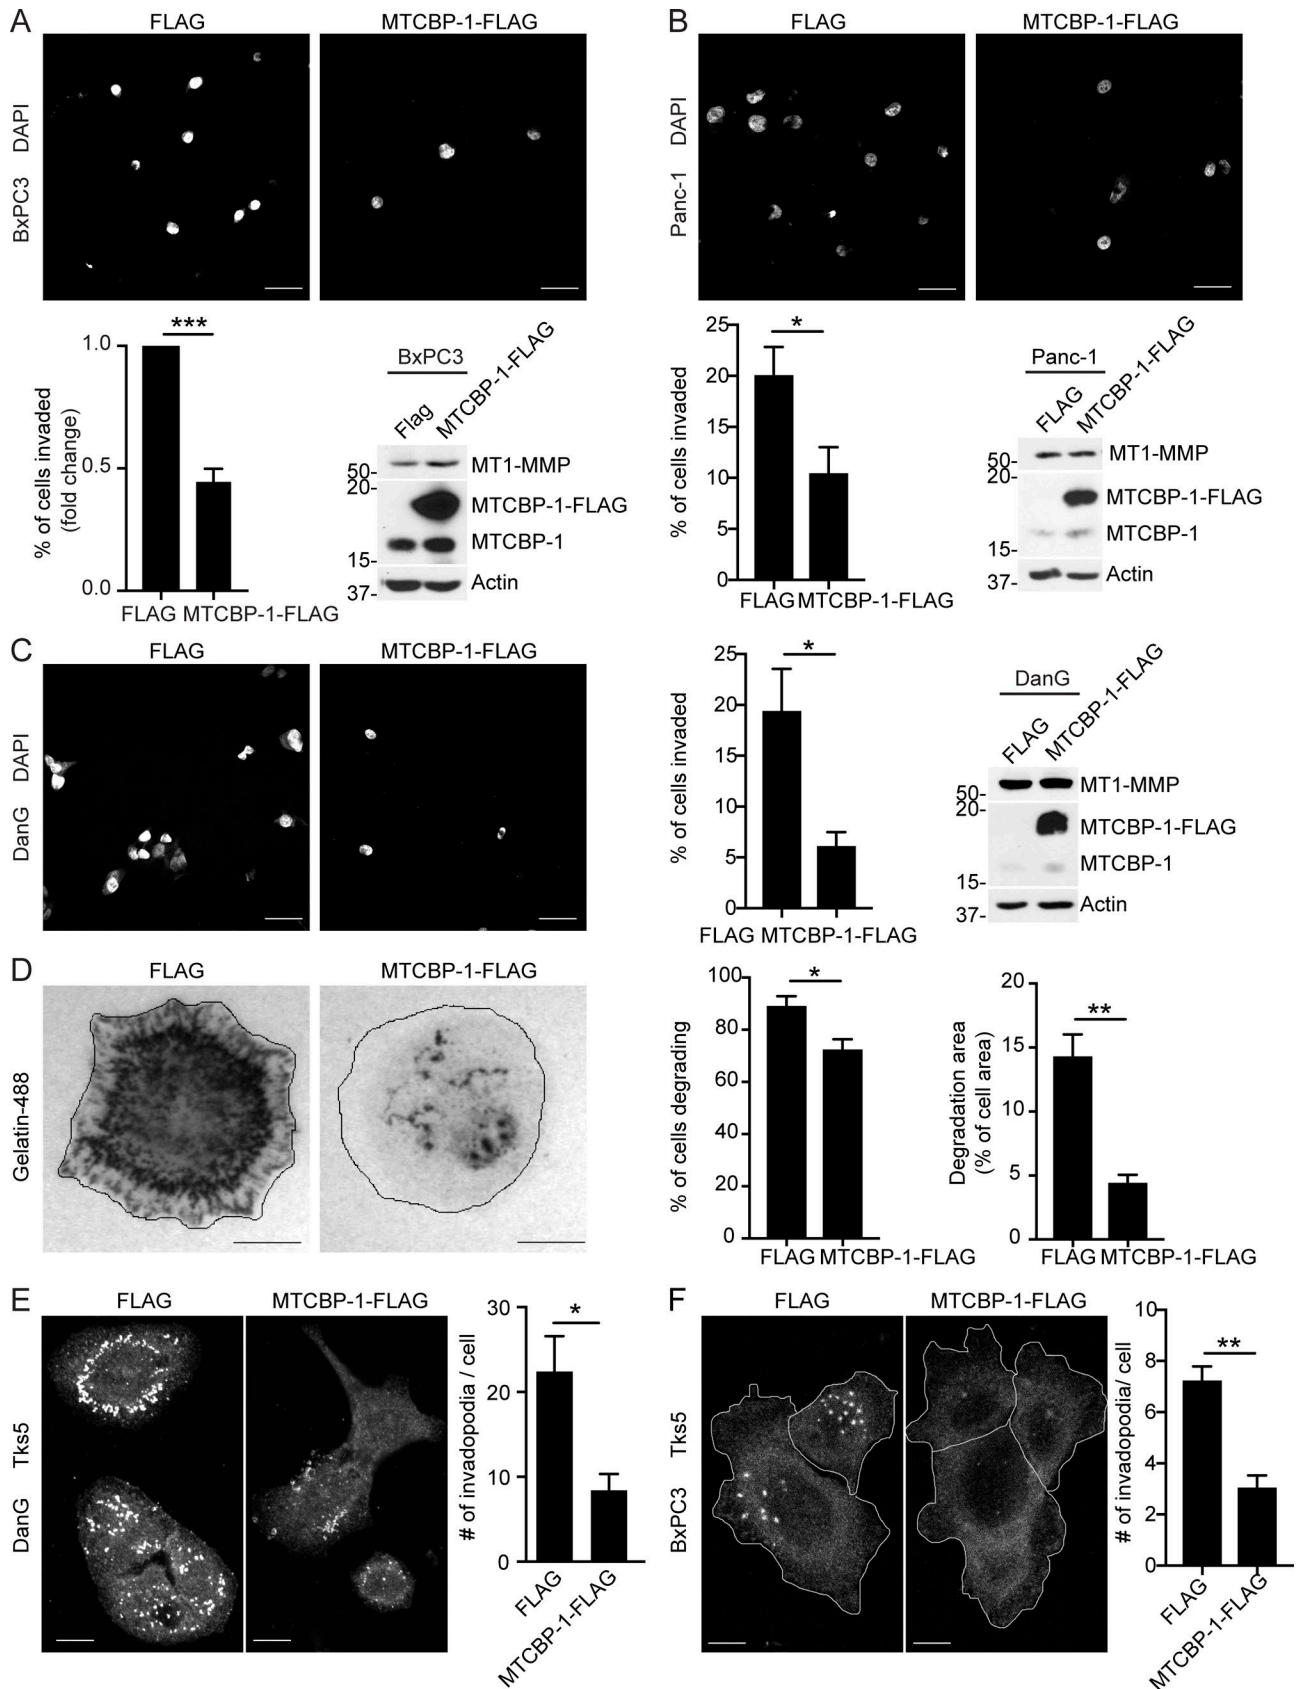 A
FLAG
MTCBP-1-FLAG
BxPC3 DAPI
1.0
0.5
0.0
% of cells invaded
(fold change)
***
FLAG MTCBP-1-FLAG
BxPC3
Flag
MTCBP-1-FLAG
50-
20-
15-
37-
MT1-MMP
MTCBP-1-FLAG
MTCBP-1
Actin
B
FLAG
MTCBP-1-FLAG
Panc-1 DAPI
25
20
15
10
5
0
% of cells invaded
*
FLAG MTCBP-1-FLAG
Panc-1
FLAG
MTCBP-1-FLAG
50-
20-
15-
37-
MT1-MMP
MTCBP-1-FLAG
MTCBP-1
Actin
C
FLAG
MTCBP-1-FLAG
DanG DAPI
25
20
15
10
5
0
% of cells invaded
*
FLAG MTCBP-1-FLAG
DanG
FLAG
MTCBP-1-FLAG
50-
20-
15-
37-
MT1-MMP
MTCBP-1-FLAG
MTCBP-1
Actin
D
FLAG
MTCBP-1-FLAG
Gelatin-488
100
80
60
40
20
0
% of cells degrading
*
FLAG MTCBP-1-FLAG
20
15
10
5
0
Degradation area
(% of cell area)
**
FLAG MTCBP-1-FLAG
E
FLAG
MTCBP-1-FLAG
DanG Tks5
30
20
10
0
# of invadopodia / cell
*
FLAG
MTCBP-1-FLAG
F
FLAG
MTCBP-1-FLAG
BxPC3 Tks5
10
8
6
4
2
0
# of invadopodia/ cell
**
FLAG
MTCBP-1-FLAG